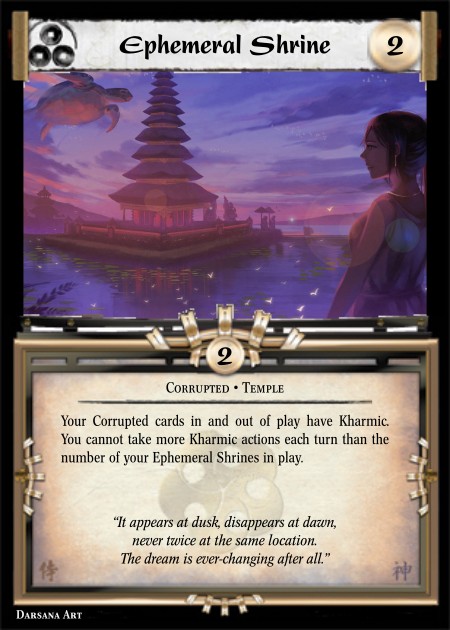 Ephemeral Shrine
2
2
Corrupted • Temple
Your Corrupted cards in and out of play have Kharmic.
You cannot take more Kharmic actions each turn than the
number of your Ephemeral Shrines in play.
“It appears at dusk, disappears at dawn,
never twice at the same location.
The dream is ever-changing after all.”
侍
神
Darsana Art